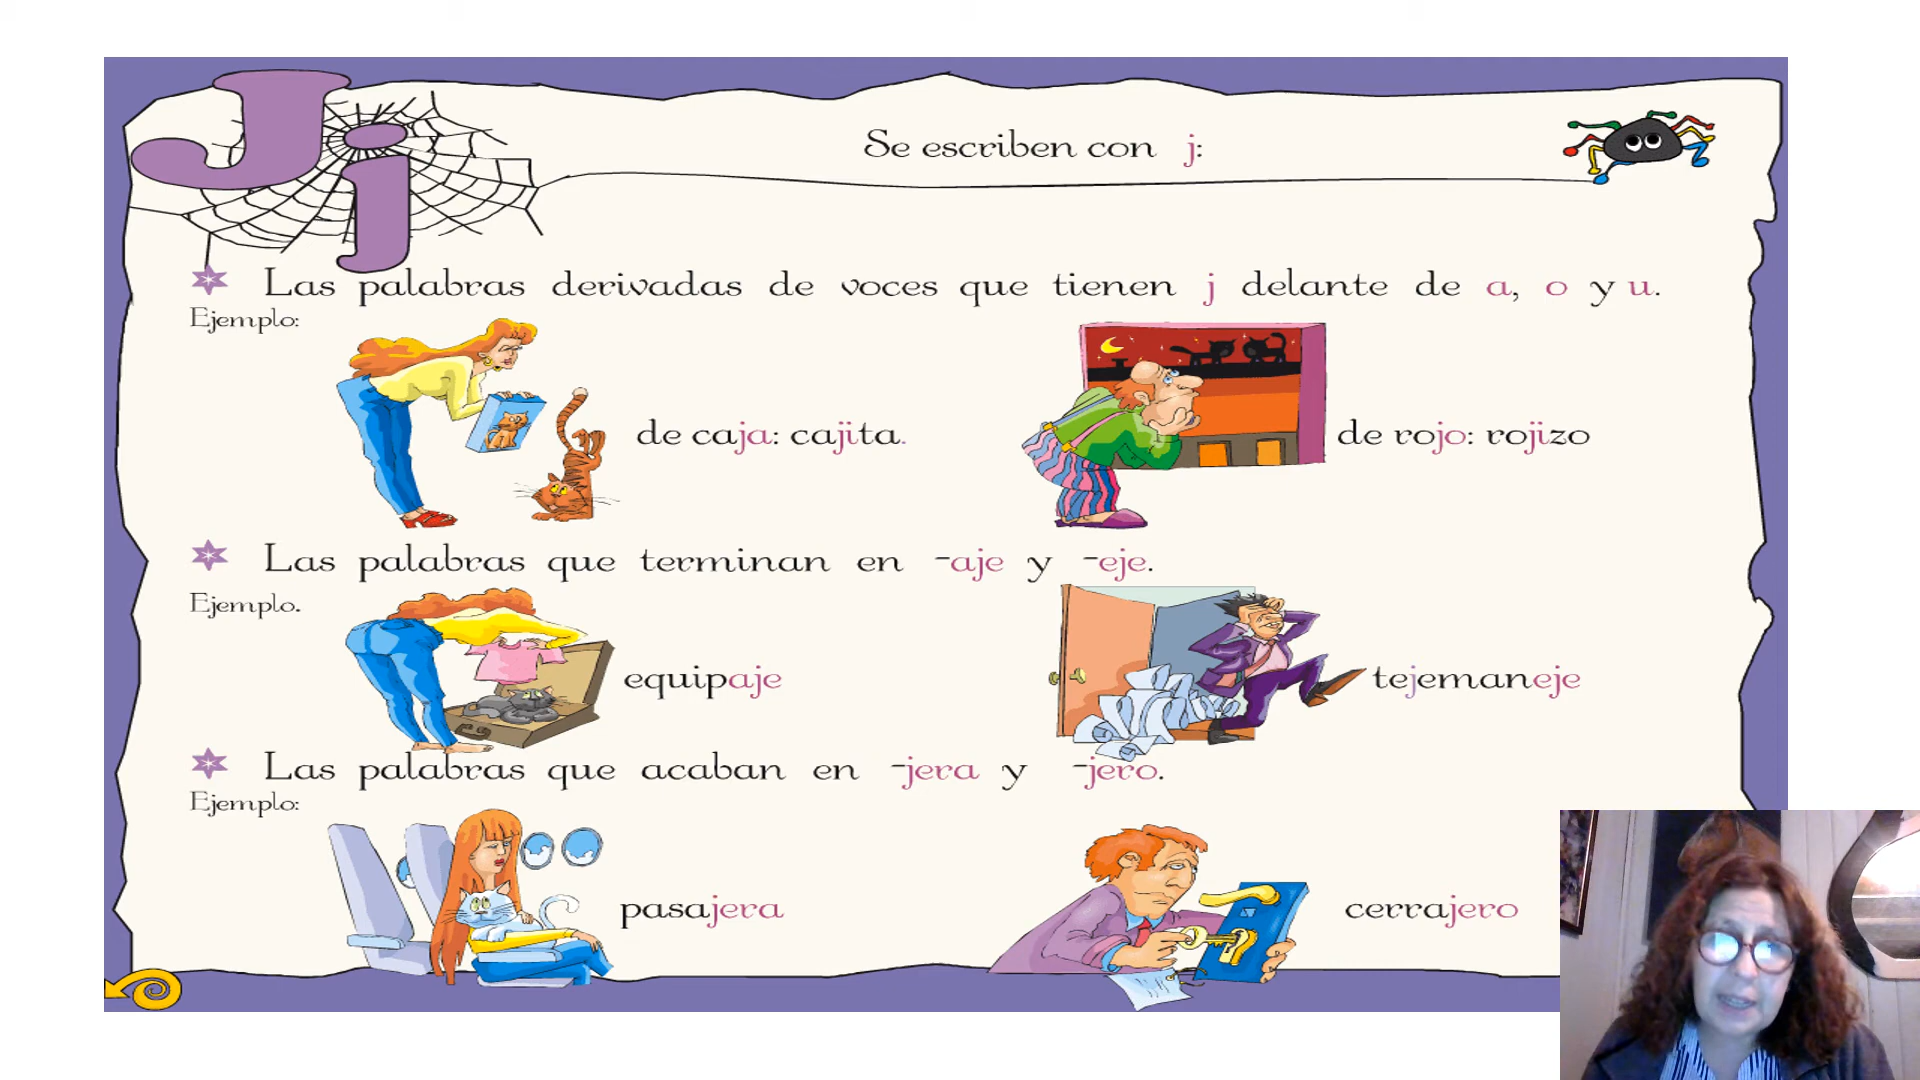 Jj
Se escriben con j:
Las palabras derivadas de voces que tienen j delante de a, o y u.
Ejemplo:
de caja: cajita.
de rojo: rojizo
Las palabras que terminan en -aje y -eje.
Ejemplo.
equipaje
tejemaneje
Las palabras que acaban en -jera y -jero.
Ejemplo:
pasajera
cerrajero